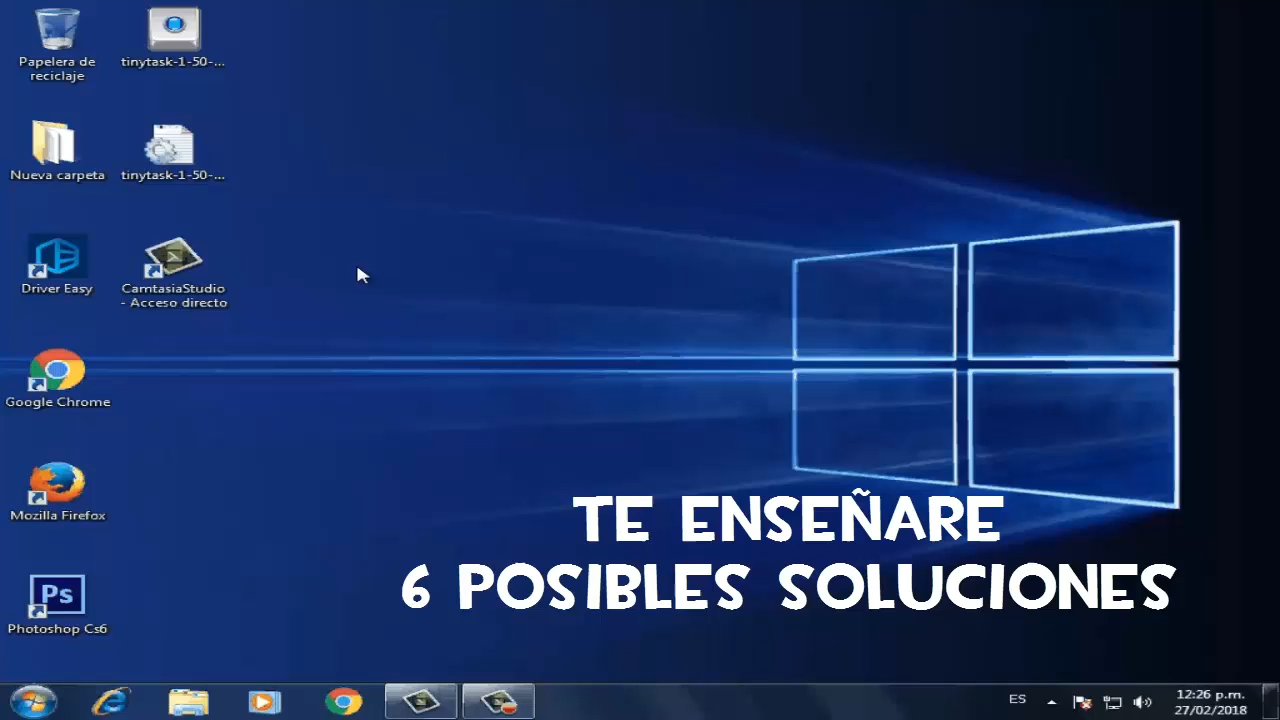 Papelera de
reciclaje
tinytask-1-50-...
Nueva carpeta
tinytask-1-50-...
Driver Easy
CamtasiaStudio
- Acceso directo
Google Chrome
Mozilla Firefox
Ps
Photoshop Cs6
TE ENSEÑARE
6 POSIBLES SOLUCIONES
ES
12:26 p.m.
27/02/2018